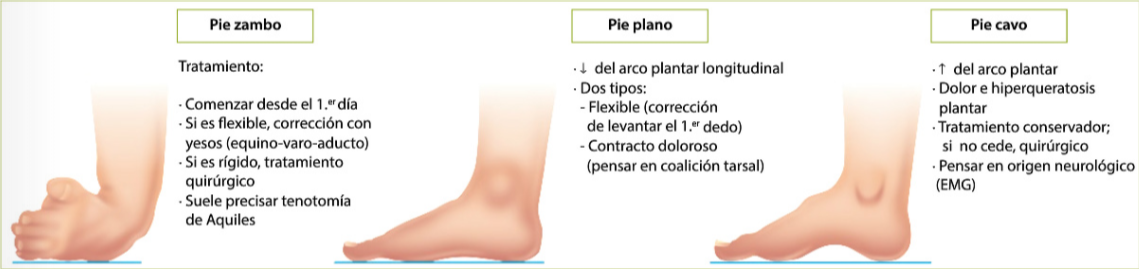 Pie zambo
Tratamiento:
· Comenzar desde el 1.er día
· Si es flexible, corrección con
yesos (equino-varo-aducto)
· Si es rígido, tratamiento
quirúrgico
· Suele precisar tenotomía
de Aquiles
Pie plano
· ↓ del arco plantar longitudinal
· Dos tipos:
- Flexible (corrección
de levantar el 1.er dedo)
- Contracto doloroso
(pensar en coalición tarsal)
Pie cavo
· ↑ del arco plantar
· Dolor e hiperqueratosis
plantar
· Tratamiento conservador;
si no cede, quirúrgico
· Pensar en origen neurológico
(EMG)